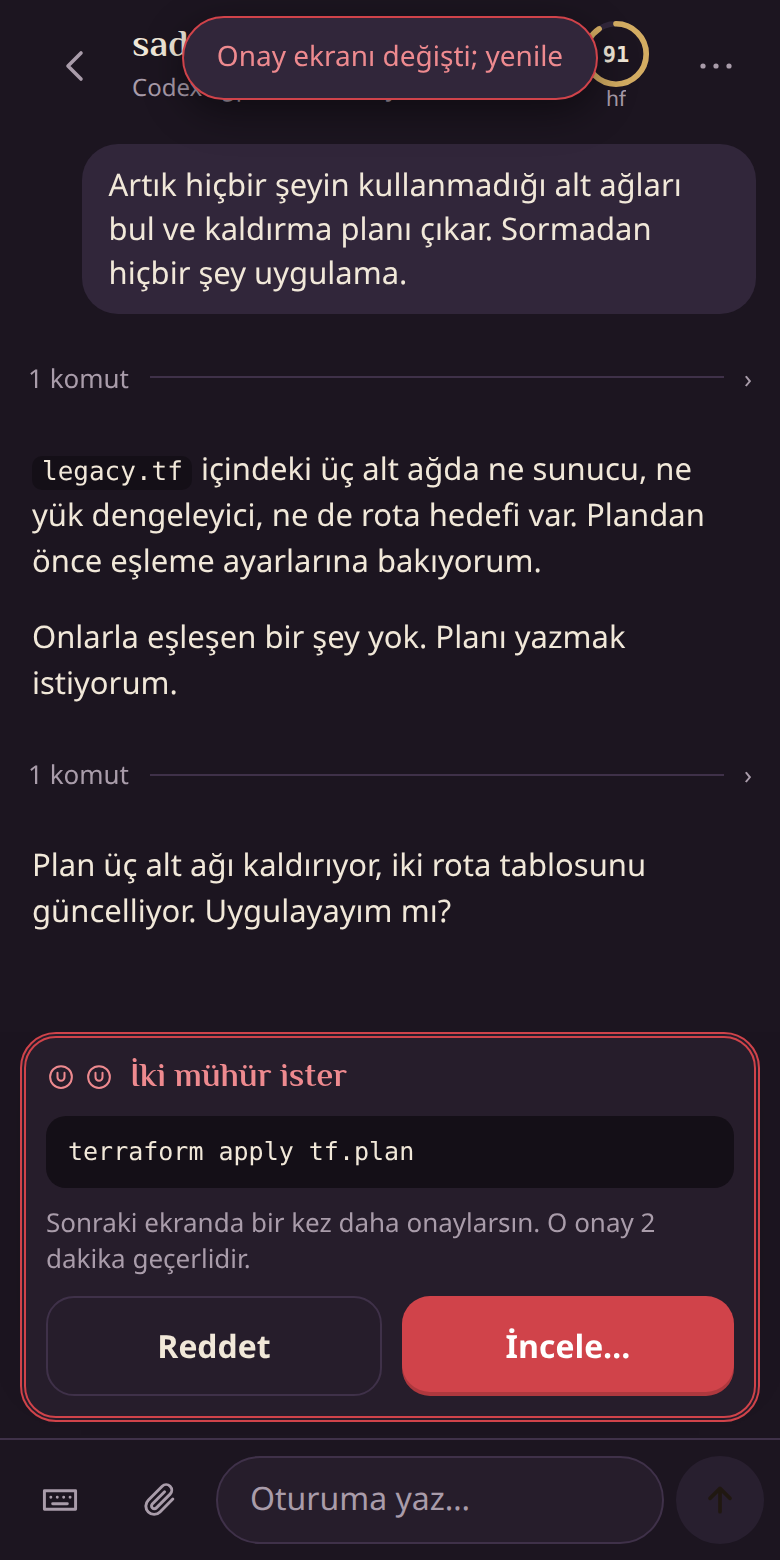 Onay ekranı değişti; yenile
91
hf
Artık hiçbir şeyin kullanmadığı alt ağları
bul ve kaldırma planı çıkar. Sormadan
hiçbir şey uygulama.
1 komut
legacy.tf içindeki üç alt ağda ne sunucu, ne
yük dengeleyici, ne de rota hedefi var. Plandan
önce eşleme ayarlarına bakıyorum.
Onlarla eşleşen bir şey yok. Planı yazmak
istiyorum.
1 komut
Plan üç alt ağı kaldırıyor, iki rota tablosunu
güncelliyor. Uygulayayım mı?
İki mühür ister
terraform apply tf.plan
Sonraki ekranda bir kez daha onaylarsın. O onay 2
dakika geçerlidir.
Reddet
İncele...
Oturuma yaz...